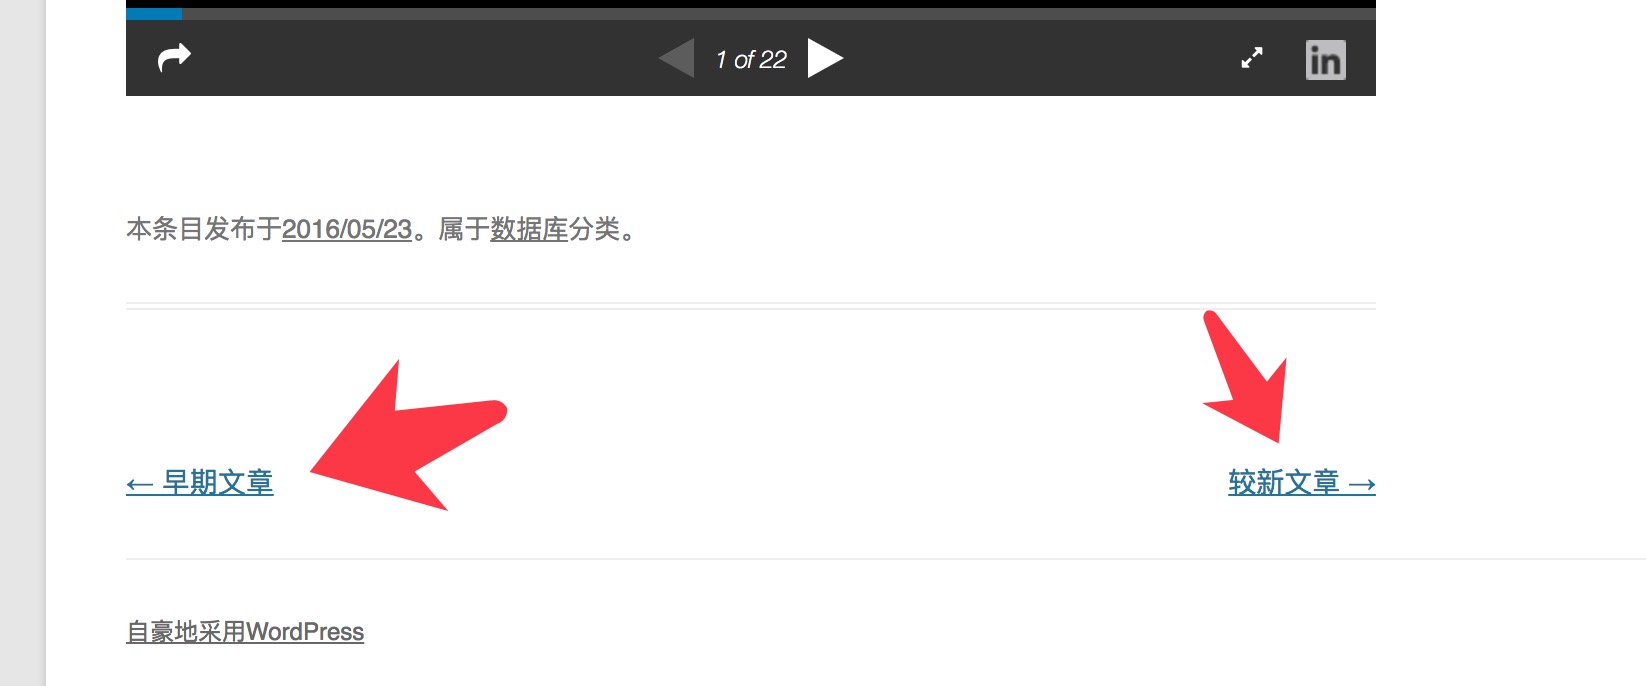 1 of 22
in
本条目发布于2016/05/23。属于数据库分类。
← 早期文章
较新文章 →
自豪地采用WordPress